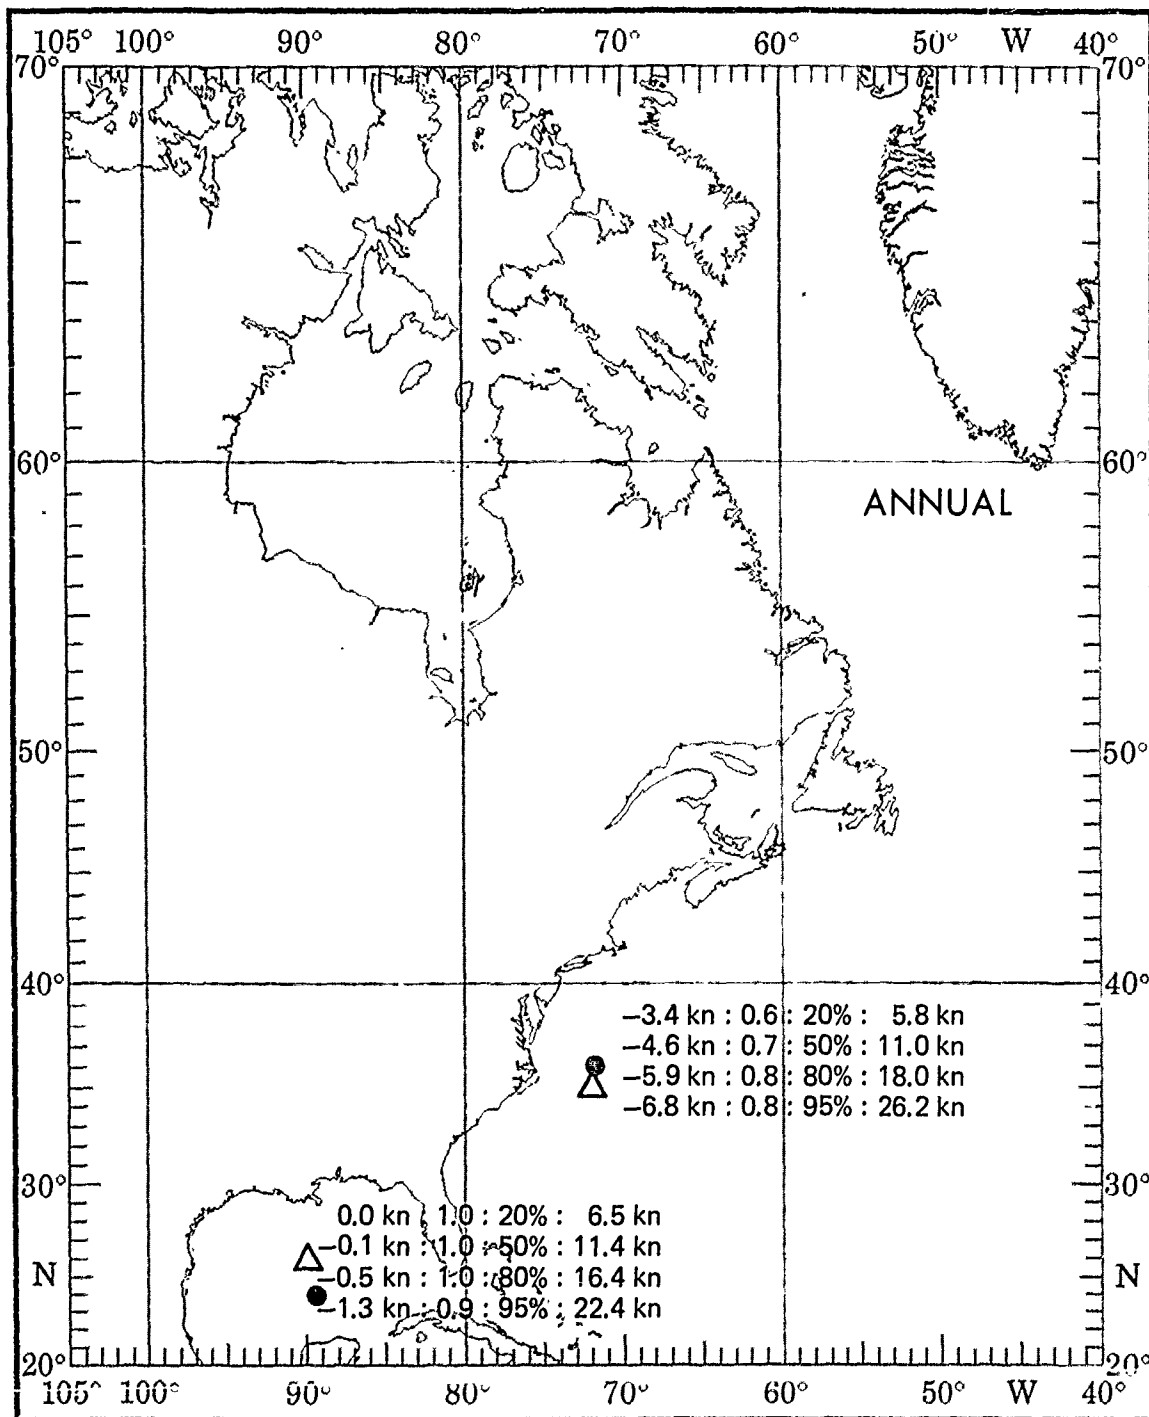 105° 100° 90° 80° 70° 60° 50° W 40°
70° 70°
60° 60°
ANNUAL
50° 50°
40° 40°
−3.4 kn : 0.6 : 20% : 5.8 kn
−4.6 kn : 0.7 : 50% : 11.0 kn
−5.9 kn : 0.8 : 80% : 18.0 kn
−6.8 kn : 0.8 : 95% : 26.2 kn
30° 30°
0.0 kn : 1.0 : 20% : 6.5 kn
−0.1 kn : 1.0 : 50% : 11.4 kn
N −0.5 kn : 1.0 : 80% : 16.4 kn N
−1.3 kn : 0.9 : 95% : 22.4 kn
20° 20°
105° 100° 90° 80° 70° 60° 50° W 40°